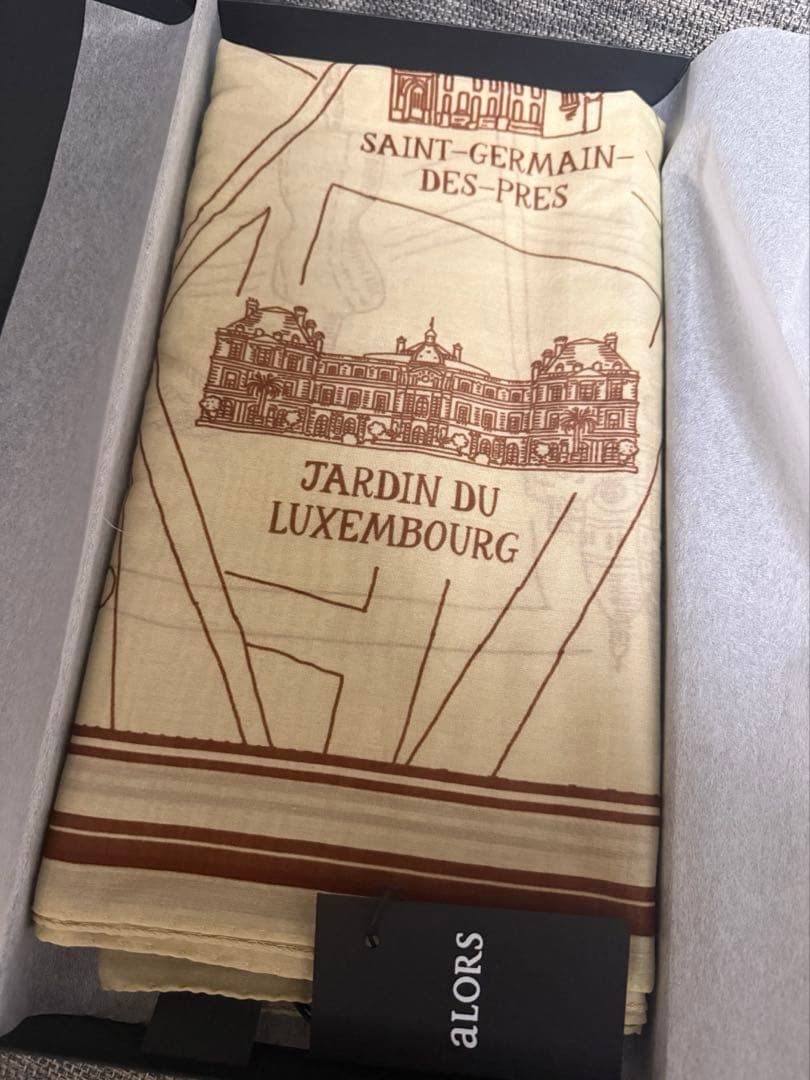 SAINT-GERMAIN-
DES-PRES
JARDIN DU
LUXEMBOURG
aLORS